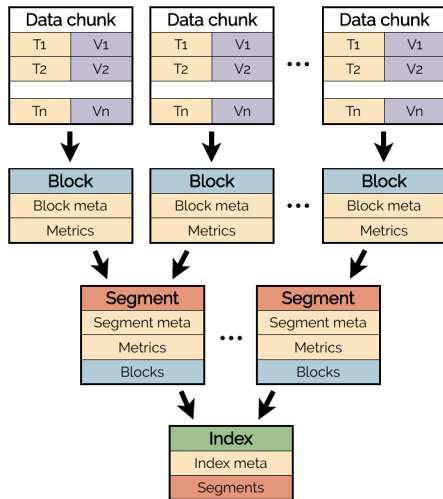 Data chunk Data chunk Data chunk
T1 V1 T1 V1 T1 V1
T2 V2 T2 V2 ... T2 V2
Tn Vn Tn Vn Tn Vn
Block Block Block
Block meta Block meta ... Block meta
Metrics Metrics Metrics
Segment Segment
Segment meta Segment meta
Metrics ... Metrics
Blocks Blocks
Index
Index meta
Segments